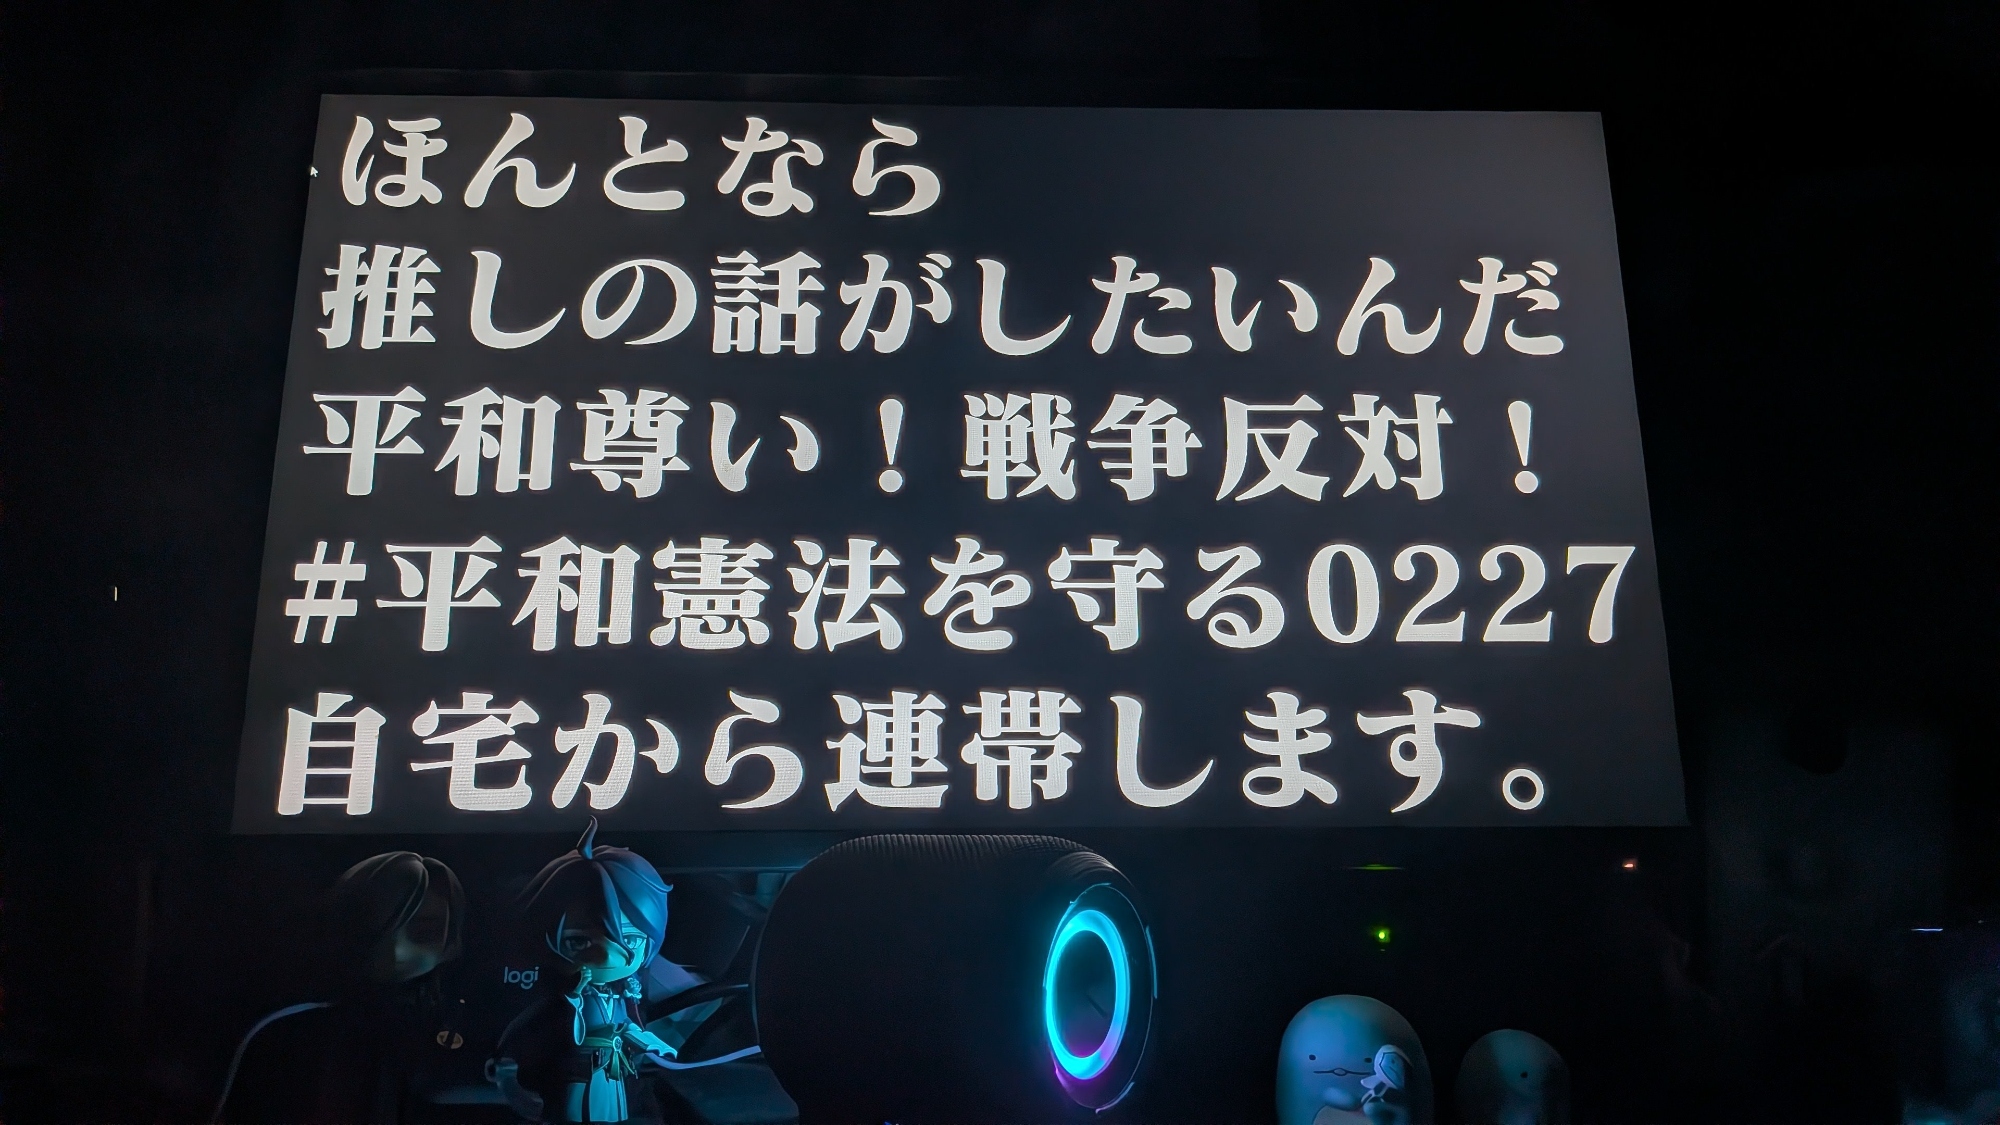 ほんとなら
推しの話がしたいんだ
平和尊い！戦争反対！
#平和憲法を守る0227
自宅から連帯します。
logi